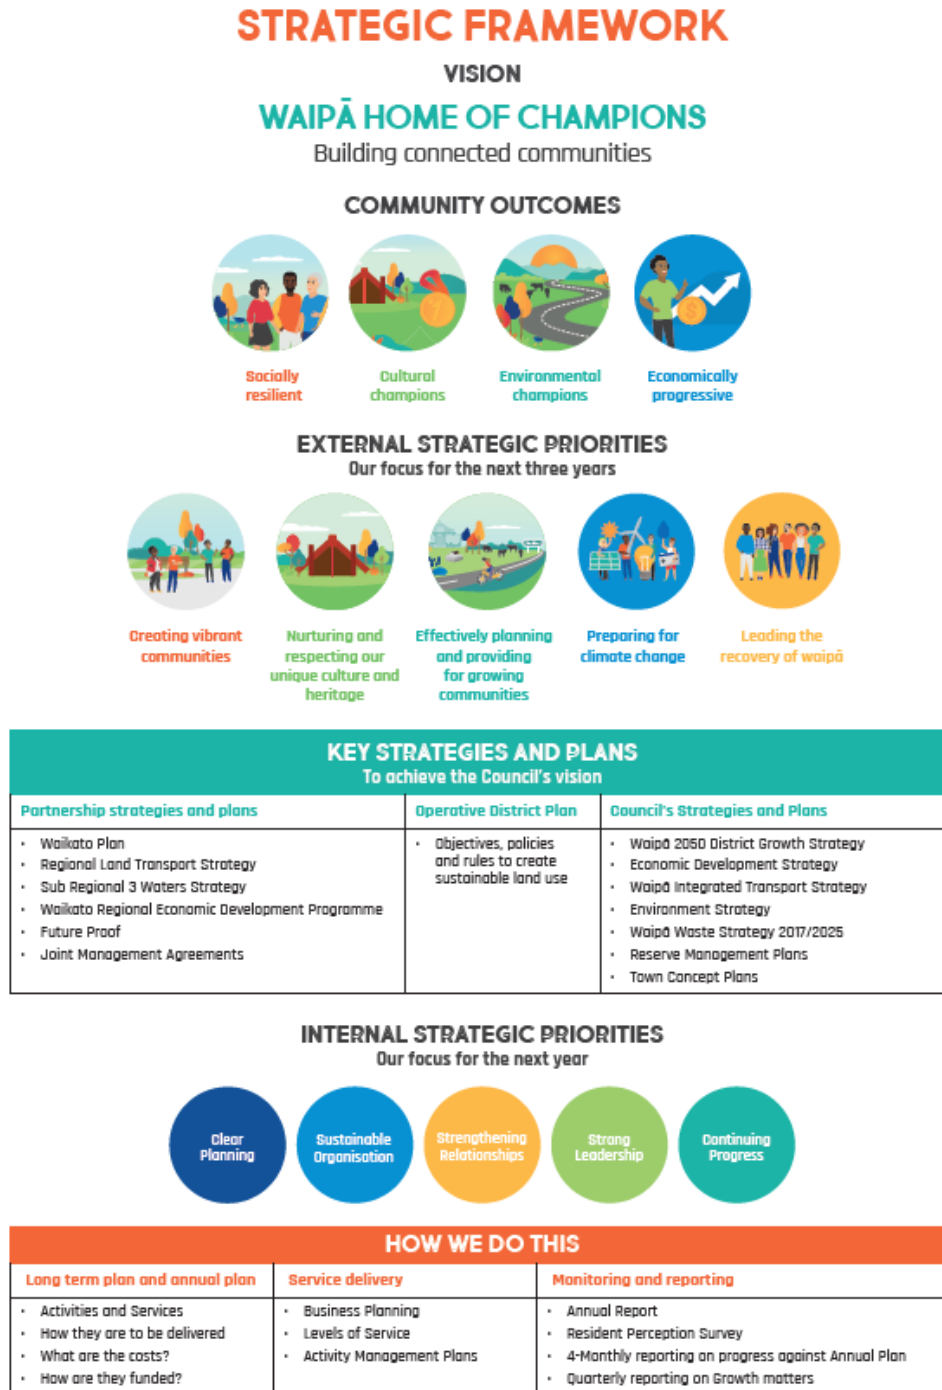 STRATEGIC FRAMEWORK
VISION
WAIPĀ HOME OF CHAMPIONS
Building connected communities
COMMUNITY OUTCOMES
Socially
resilient
Cultural
champions
Environmental
champions
Economically
progressive
EXTERNAL STRATEGIC PRIORITIES
Our focus for the next three years
Creating vibrant
communities
Nurturing and
respecting our
unique culture and
heritage
Effectively planning
and providing
for growing
communities
Preparing for
climate change
Leading the
recovery of waipā
KEY STRATEGIES AND PLANS
To achieve the Council's vision
Partnership strategies and plans
· Waikato Plan
· Regional Land Transport Strategy
· Sub Regional 3 Waters Strategy
· Waikato Regional Economic Development Programme
· Future Proof
· Joint Management Agreements
Operative District Plan
· Objectives, policies
and rules to create
sustainable land use
Council's Strategies and Plans
· Waipā 2050 District Growth Strategy
· Economic Development Strategy
· Waipā Integrated Transport Strategy
· Environment Strategy
· Waipā Waste Strategy 2017/2025
· Reserve Management Plans
· Town Concept Plans
INTERNAL STRATEGIC PRIORITIES
Our focus for the next year
Clear
Planning
Sustainable
Organisation
Strengthening
Relationships
Strong
Leadership
Continuing
Progress
HOW WE DO THIS
Long term plan and annual plan
· Activities and Services
· How they are to be delivered
· What are the costs?
· How are they funded?
Service delivery
· Business Planning
· Levels of Service
· Activity Management Plans
Monitoring and reporting
· Annual Report
· Resident Perception Survey
· 4-Monthly reporting on progress against Annual Plan
· Quarterly reporting on Growth matters